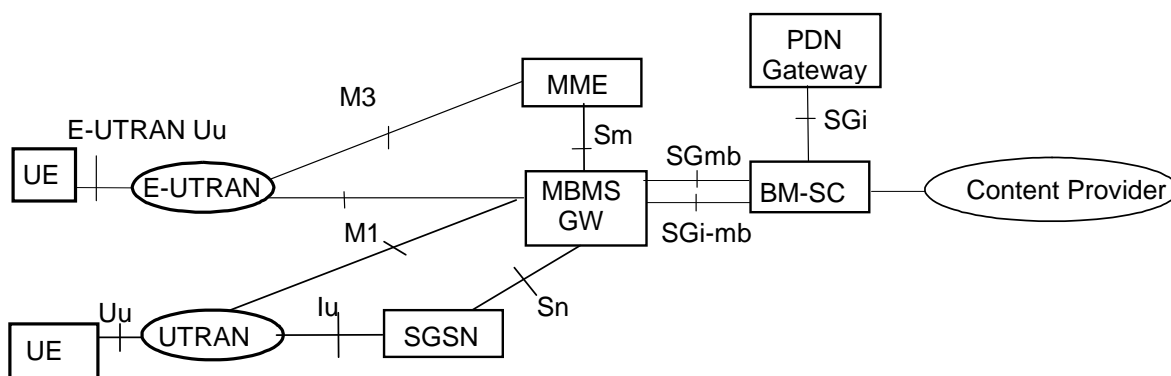 PDN
Gateway
MME
M3
SGi
E-UTRAN Uu
Sm
SGmb
UE
E-UTRAN
MBMS
GW
BM-SC
Content Provider
M1
SGi-mb
Sn
Uu
Iu
UE
UTRAN
SGSN